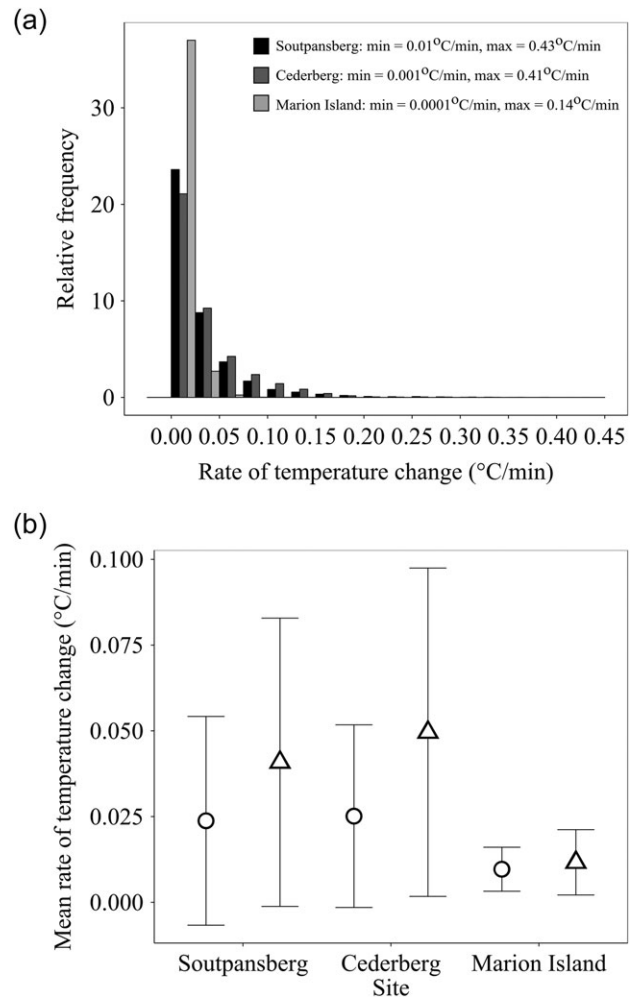 (a)
Soutpansberg: min = 0.01°C/min, max = 0.43°C/min
Cederberg: min = 0.001°C/min, max = 0.41°C/min
Marion Island: min = 0.0001°C/min, max = 0.14°C/min
Relative frequency
30
20
10
0
0.00 0.05 0.10 0.15 0.20 0.25 0.30 0.35 0.40 0.45
Rate of temperature change (°C/min)
(b)
Mean rate of temperature change (°C/min)
0.100
0.075
0.050
0.025
0.000
Soutpansberg Cederberg Marion Island
Site